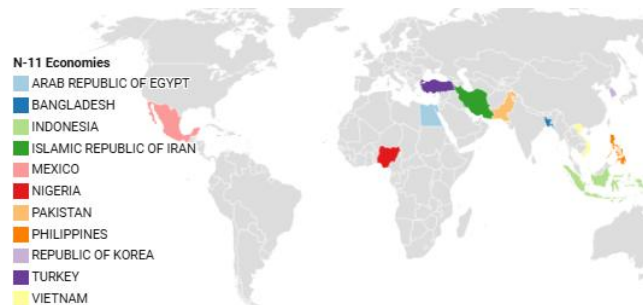 N-11 Economies
ARAB REPUBLIC OF EGYPT
BANGLADESH
INDONESIA
ISLAMIC REPUBLIC OF IRAN
MEXICO
NIGERIA
PAKISTAN
PHILIPPINES
REPUBLIC OF KOREA
TURKEY
VIETNAM